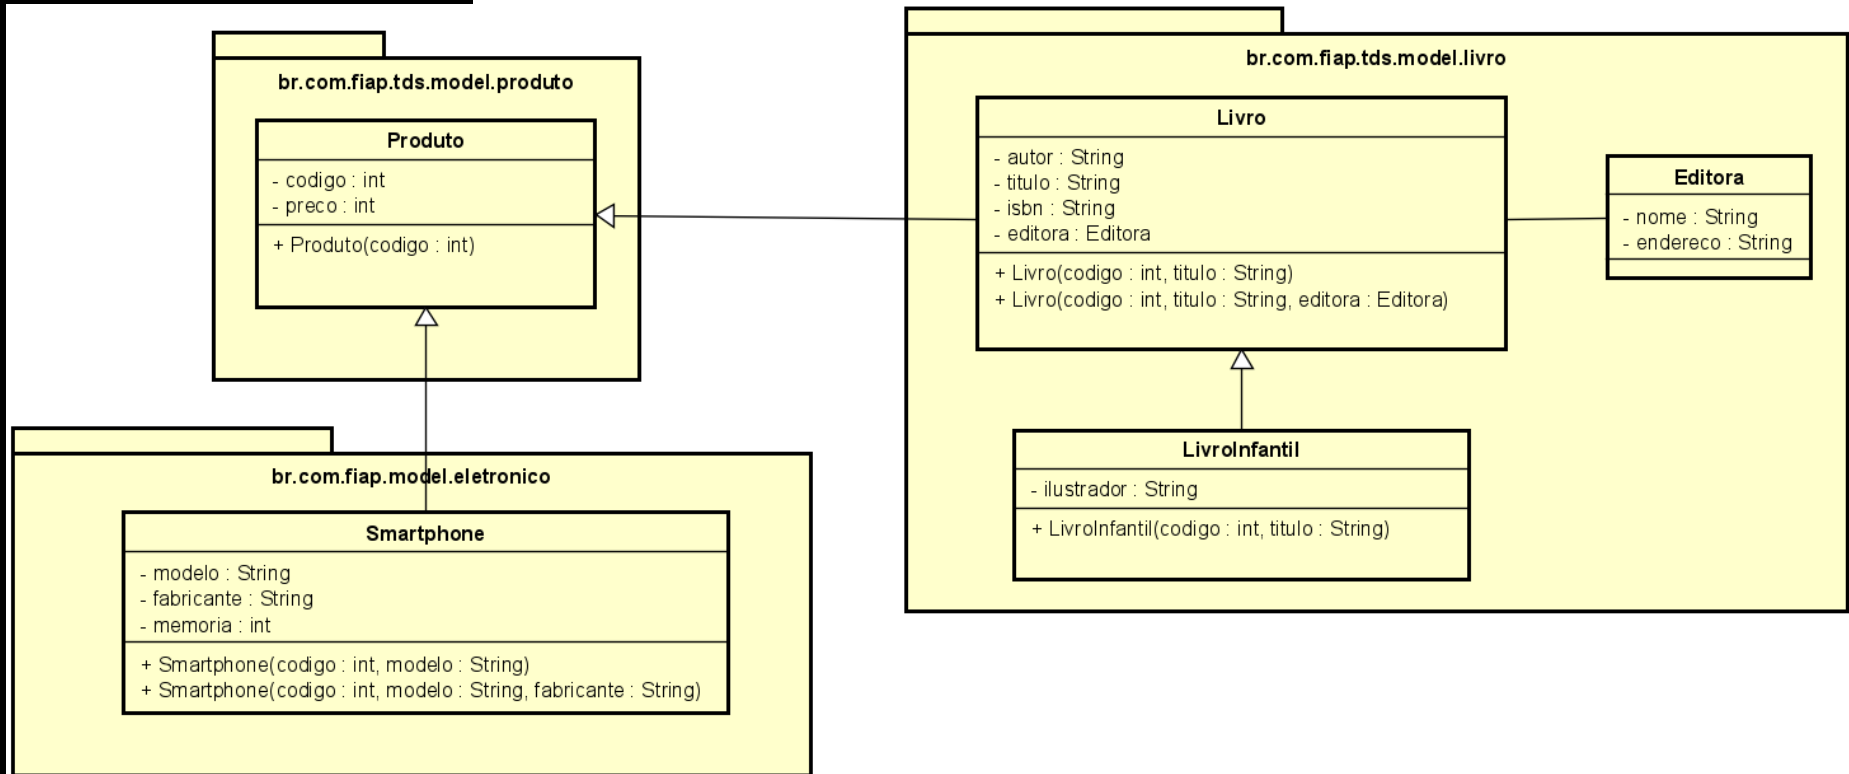 br.com.fiap.tds.model.produto
Produto
- codigo : int
- preco : int
+ Produto(codigo : int)
br.com.fiap.tds.model.livro
Livro
- autor : String
- titulo : String
- isbn : String
- editora : Editora
+ Livro(codigo : int, titulo : String)
+ Livro(codigo : int, titulo : String, editora : Editora)
Editora
- nome : String
- endereco : String
LivroInfantil
- ilustrador : String
+ LivroInfantil(codigo : int, titulo : String)
br.com.fiap.model.eletronico
Smartphone
- modelo : String
- fabricante : String
- memoria : int
+ Smartphone(codigo : int, modelo : String)
+ Smartphone(codigo : int, modelo : String, fabricante : String)